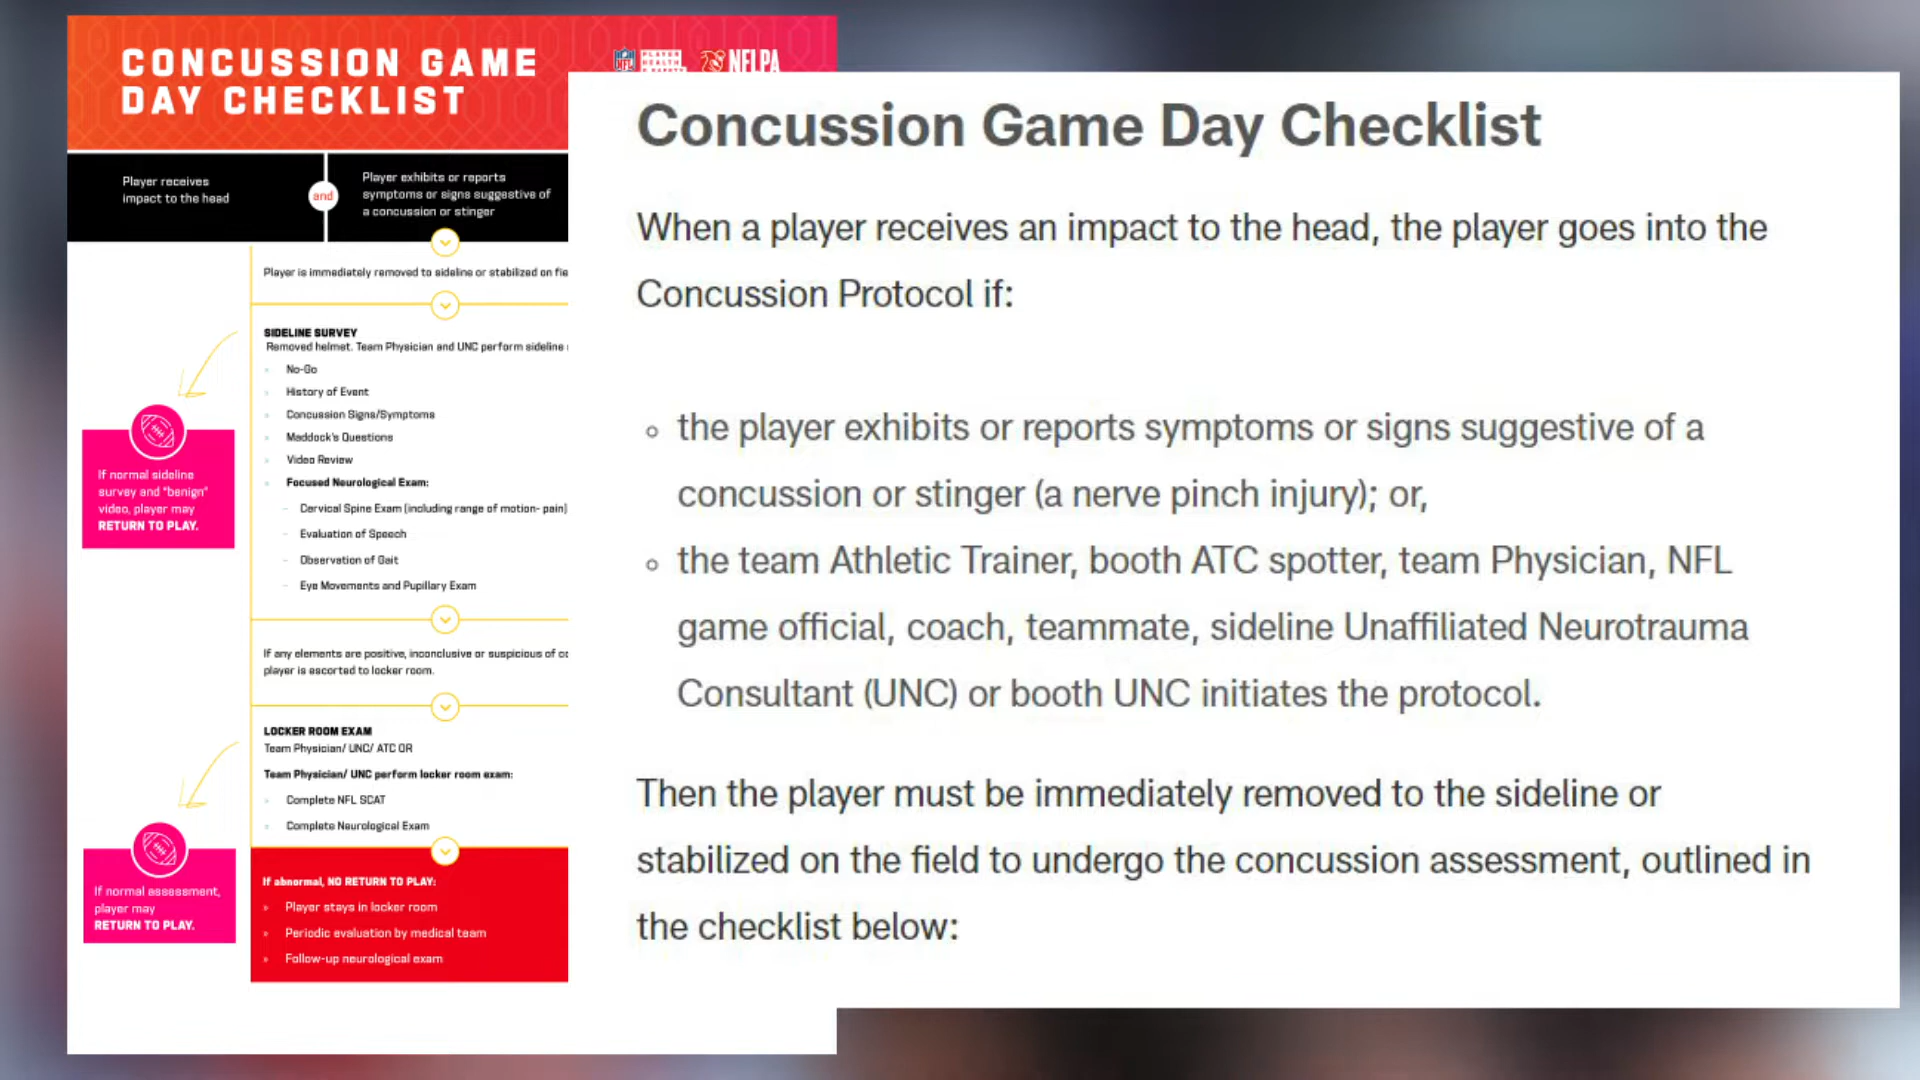 CONCUSSION GAME
DAY CHECKLIST
NFL
PLAYER
HEALTH
NFLPA
Player receives
impact to the head
and
Player exhibits or reports
symptoms or signs suggestive of
a concussion or stinger
Player is immediately removed to sideline or stabilized on
SIDELINE SURVEY
Removed helmet. Team Physician and UNC perform sideline
No-Go
History of Event
Concussion Signs/Symptoms
Maddock's Questions
Video Review
Focused Neurological Exam:
Cervical Spine Exam (including range of motion- pain)
Evaluation of Speech
Observation of Gait
Eye Movements and Pupillary Exam
If normal sideline
survey and "benign"
video, player may
RETURN TO PLAY.
If any elements are positive, inconclusive or suspicious of
player is escorted to locker room.
LOCKER ROOM EXAM
Team Physician/ UNC/ ATC OR
Team Physician/ UNC perform locker room exam:
Complete NFL SCAT
Complete Neurological Exam
If normal assessment,
player may
RETURN TO PLAY.
If abnormal, NO RETURN TO PLAY:
Player stays in locker room
Periodic evaluation by medical team
Follow-up neurological exam
Concussion Game Day Checklist
When a player receives an impact to the head, the player goes into the
Concussion Protocol if:
the player exhibits or reports symptoms or signs suggestive of a
concussion or stinger (a nerve pinch injury); or,
the team Athletic Trainer, booth ATC spotter, team Physician, NFL
game official, coach, teammate, sideline Unaffiliated Neurotrauma
Consultant (UNC) or booth UNC initiates the protocol.
Then the player must be immediately removed to the sideline or
stabilized on the field to undergo the concussion assessment, outlined in
the checklist below: